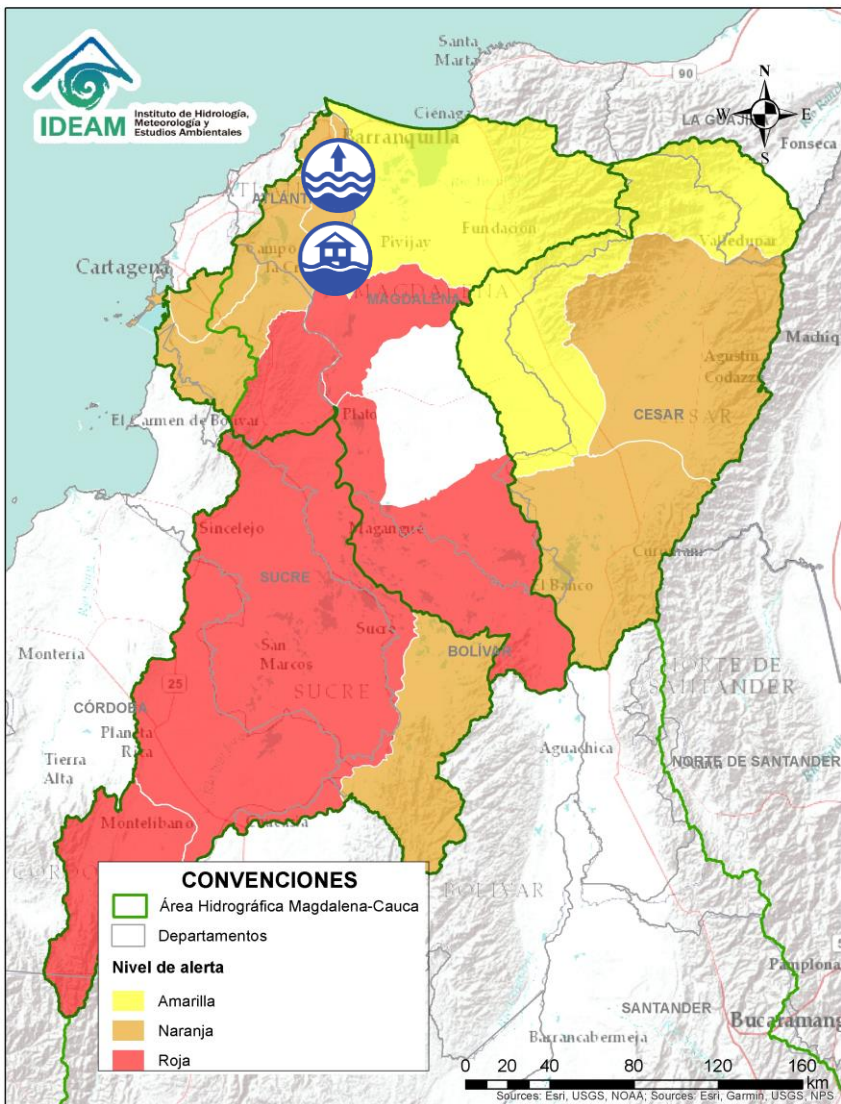 IDEAM
Instituto de Hidrología,
Meteorología y
Estudios Ambientales
Santa
Marta
90
N
W
E
S
LA GUAJI
Fonseca
Ciénaga
Barranquilla
ATLÁNTI
Pivijay
Fundación
Valledupar
Cartagena
Campo
MAGDALENA
Agustín
Codazzi
CESAR
El Carmen de Bolívar
Plato
Sincelejo
Magangué
SUCRE
El Banco
Sucre
San
Marcos
BOLÍVAR
SUCRE
Montería
NORTE DE
SANTANDER
25
CÓRDOBA
Planeta
Rica
Tierra
Alta
Aguachica
NORTE DE SANTANDER
Montelíbano
BOLÍVAR
CONVENCIONES
Área Hidrográfica Magdalena-Cauca
Departamentos
Nivel de alerta
Amarilla
Naranja
Roja
Pamplona
SANTANDER
Bucaramang
Barrancabermeja
0 20 40 80 120 160
km
Sources: Esri, USGS, NOAA; Sources: Esri, Garmin, USGS, NPS